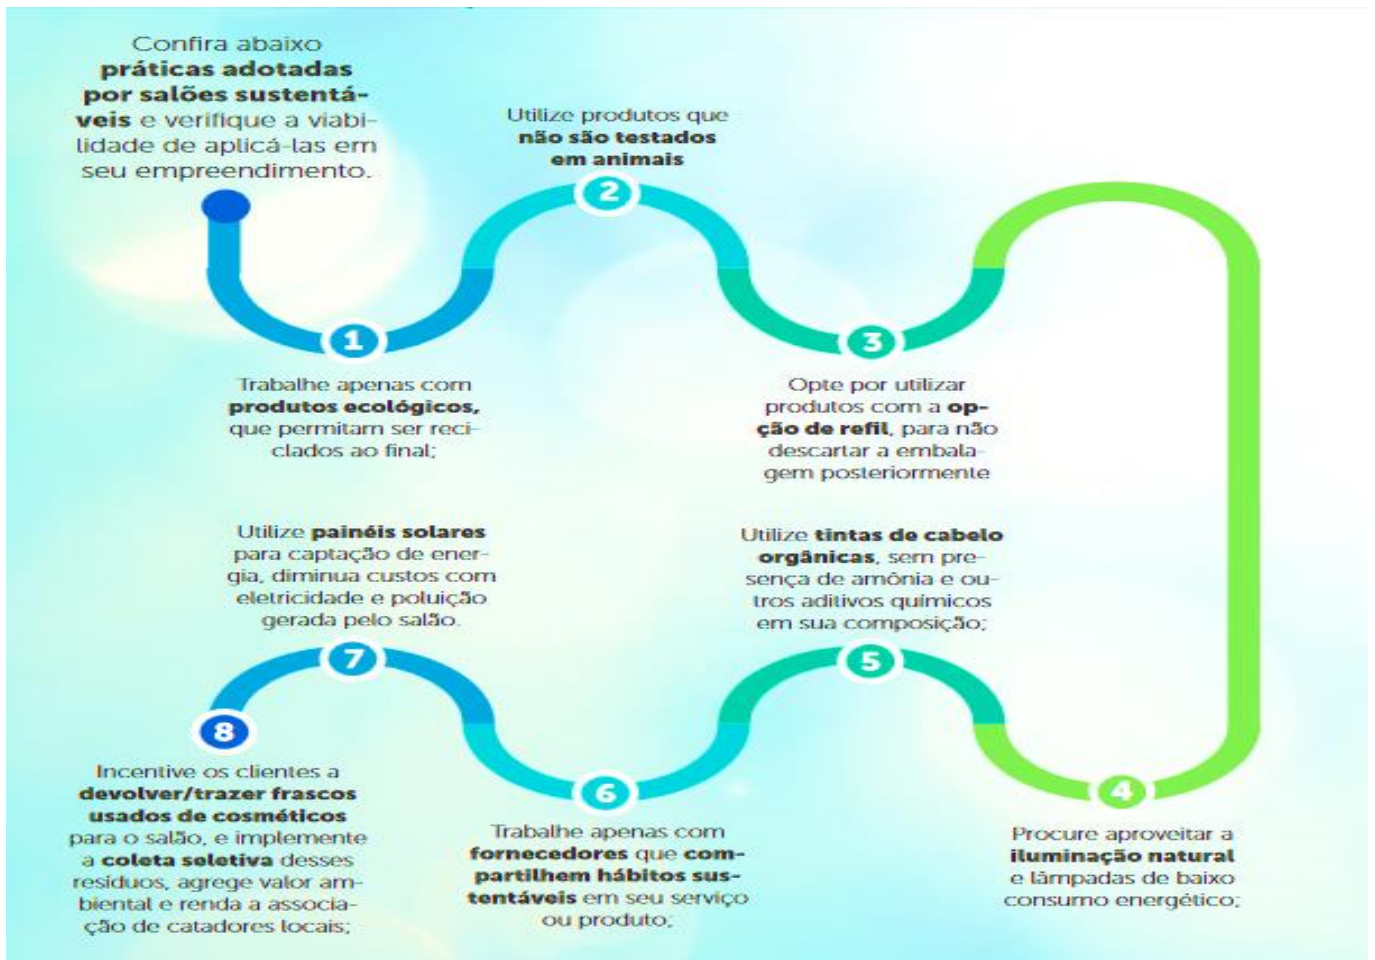 Confira abaixo
práticas adotadas
por salões sustentá-
veis e verifique a viabi-
lidade de aplicá-las em
seu empreendimento.
1
Trabalhe apenas com
produtos ecológicos,
que permitam ser reci-
clados ao final;
Utilize produtos que
não são testados
em animais
2
3
Opte por utilizar
produtos com a op-
ção de refil, para não
descartar a embala-
gem posteriormente
4
Procure aproveitar a
iluminação natural
e lâmpadas de baixo
consumo energético;
Utilize tintas de cabelo
orgânicas, sem pre-
sença de amônia e ou-
tros aditivos químicos
em sua composição;
5
6
Trabalhe apenas com
fornecedores que com-
partilhem hábitos sus-
tentáveis em seu serviço
ou produto;
Utilize painéis solares
para captação de ener-
gia, diminua custos com
eletricidade e poluição
gerada pelo salão.
7
8
Incentive os clientes a
devolver/trazer frascos
usados de cosméticos
para o salão, e implemente
a coleta seletiva desses
resíduos, agrege valor am-
biental e renda a associa-
ção de catadores locais;